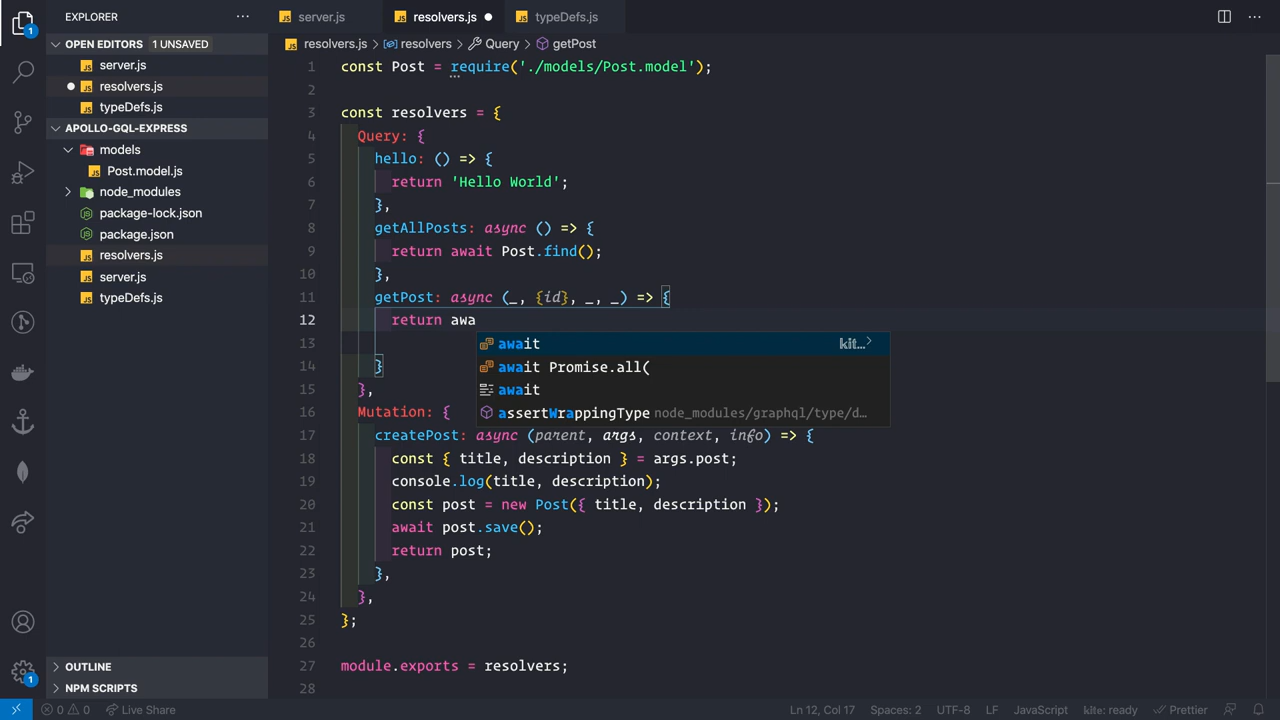 EXPLORER
OPEN EDITORS 1 UNSAVED
server.js
resolvers.js
typeDefs.js
APOLLO-GQL-EXPRESS
models
Post.model.js
node_modules
package-lock.json
package.json
resolvers.js
server.js
typeDefs.js
OUTLINE
NPM SCRIPTS
1
1
server.js resolvers.js typeDefs.js
resolvers.js > resolvers > Query > getPost
1 const Post = require('./models/Post.model');
2
3 const resolvers = {
4 Query: {
5 hello: () => {
6 return 'Hello World';
7 },
8 getAllPosts: async () => {
9 return await Post.find();
10 },
11 getPost: async (_, {id}, _, _) => {
12 return awa
13
14 }
15 },
16 Mutation: {
17 createPost: async (parent, args, context, info) => {
18 const { title, description } = args.post;
19 console.log(title, description);
20 const post = new Post({ title, description });
21 await post.save();
22 return post;
23 },
24 },
25 };
26
27 module.exports = resolvers;
28
await kit…>
await Promise.all(
await
assertWrappingType node_modules/graphql/type/d…
0 0 Live Share Ln 12, Col 17 Spaces: 2 UTF-8 LF JavaScript kite: ready Prettier